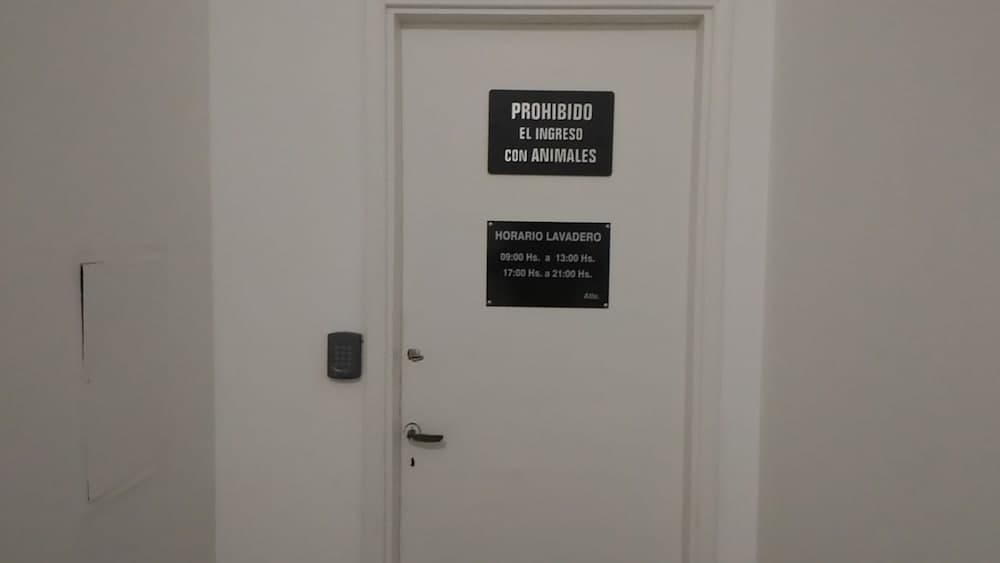 PROHIBIDO
EL INGRESO
CON ANIMALES
HORARIO LAVADERO
09:00 Hs. a 13:00 Hs.
17:00 Hs. a 21:00 Hs.